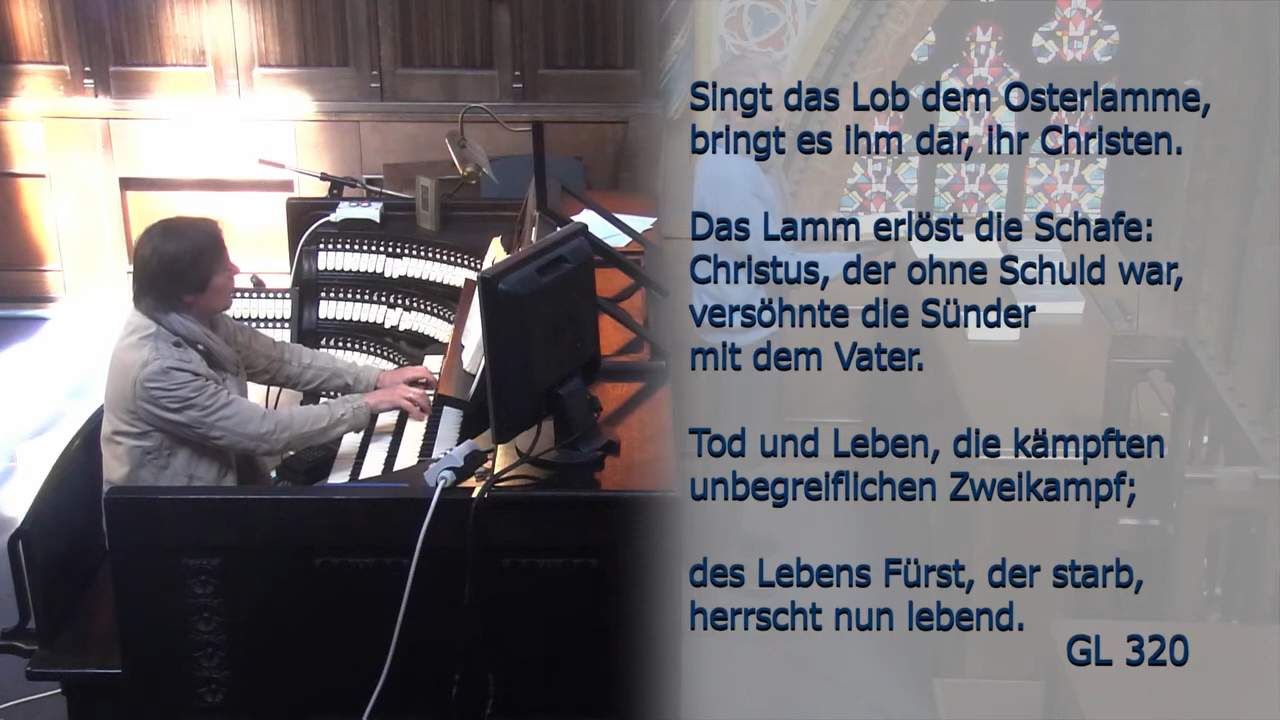 Singt das Lob dem Osterlamme,
bringt es ihm dar, ihr Christen.
Das Lamm erlöst die Schafe:
Christus, der ohne Schuld war,
versöhnte die Sünder
mit dem Vater.
Tod und Leben, die kämpften
unbegreiflichen Zweikampf;
des Lebens Fürst, der starb,
herrscht nun lebend.
GL 320